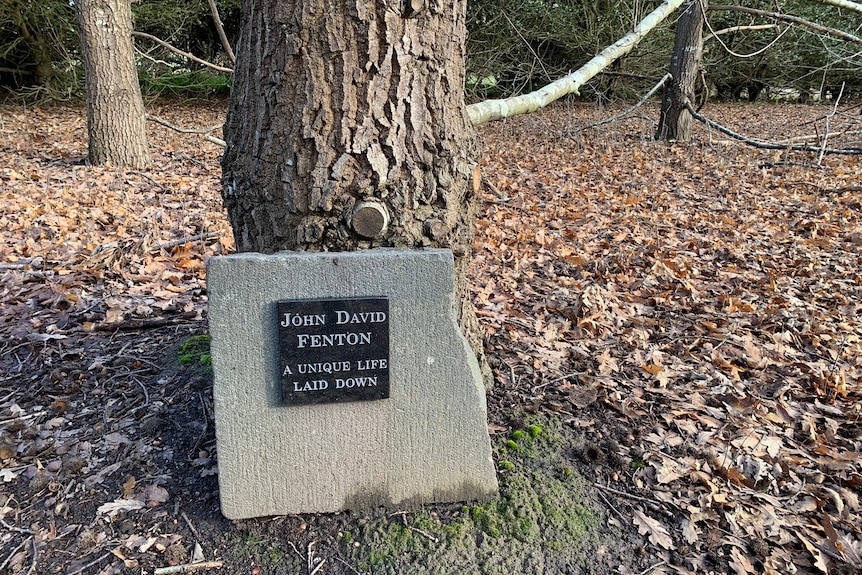 JOHN DAVID
FENTON
A UNIQUE LIFE
LAID DOWN